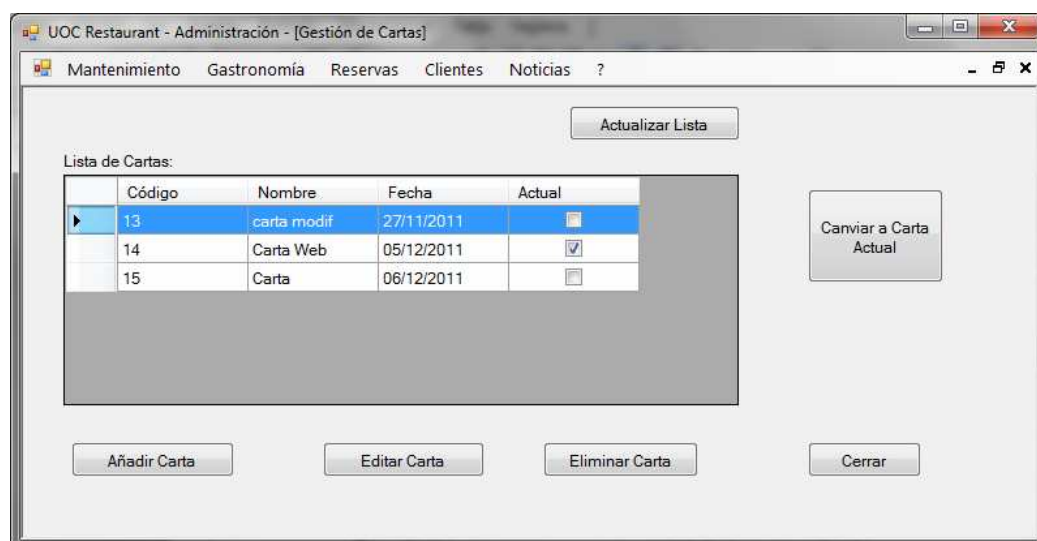 UOC Restaurant - Administración - [Gestión de Cartas]
Mantenimiento Gastronomía Reservas Clientes Noticias ?
Actualizar Lista
Lista de Cartas:
Código Nombre Fecha Actual
13 carta modif 27/11/2011
14 Carta Web 05/12/2011
15 Carta 06/12/2011
Canviar a Carta
Actual
Añadir Carta Editar Carta Eliminar Carta Cerrar